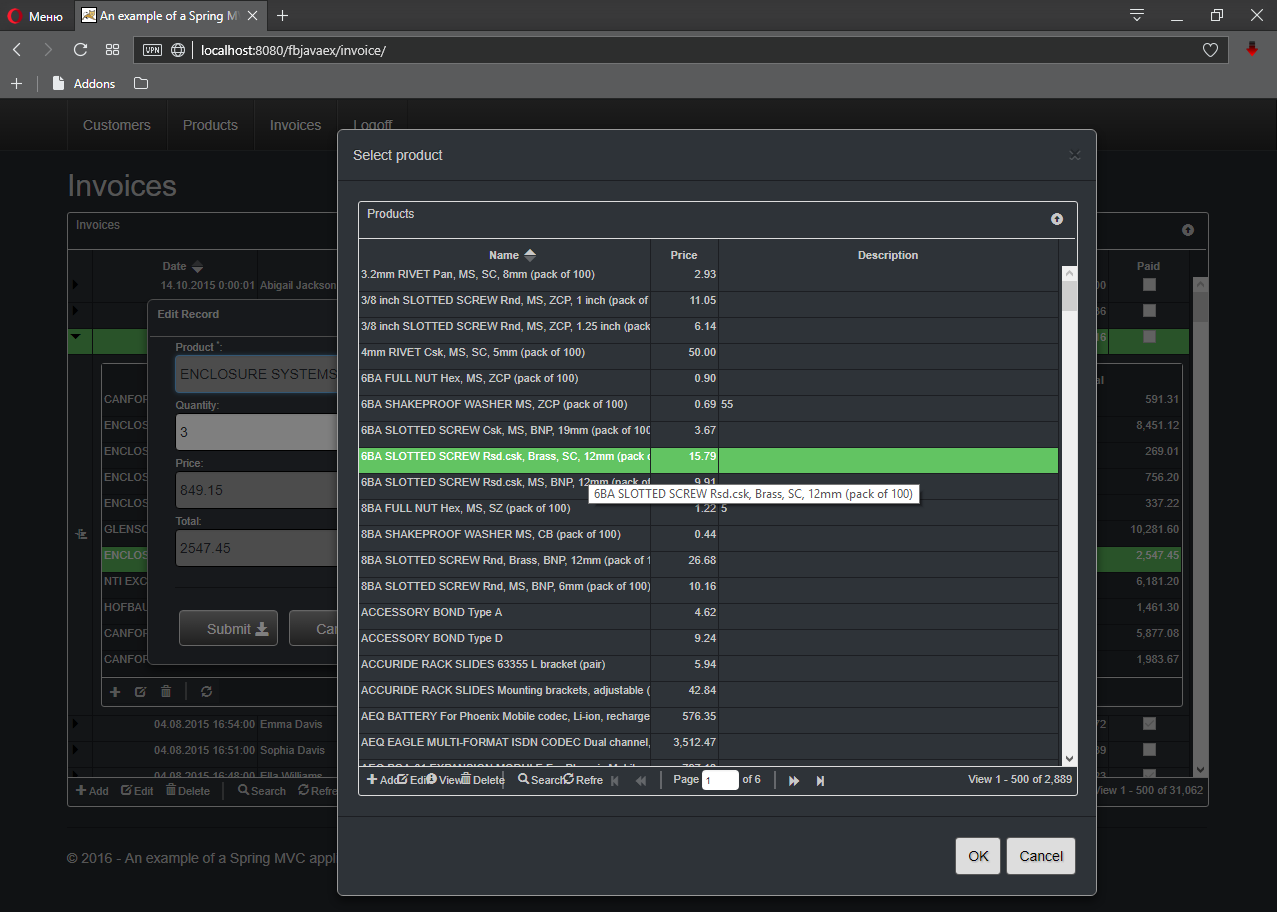 Меню
An example of a Spring M
VPN
localhost:8080/fbjavaex/invoice/
Addons
Customers Products Invoices Logoff
Invoices
Invoices
Date
14.10.2015 0:00:01 Abigail Jackson
Paid
Edit Record
Product *:
ENCLOSURE SYSTEMS
Quantity:
3
Price:
849.15
Total:
2547.45
Submit
CANFOR
ENCLOS
ENCLOS
ENCLOS
ENCLOS
GLENSO
ENCLOS
NTI EXC
HOFBAU
CANFOR
CANFOR
591.31
8,451.12
269.01
756.20
337.22
10,281.60
2,547.45
6,181.20
1,461.30
5,877.08
1,983.67
04.08.2015 16:54:00 Emma Davis
04.08.2015 16:51:00 Sophia Davis
04.08.2015 16:48:00 Ella Williams
Add Edit Delete Search Refre
View 1 - 500 of 31,062
© 2016 - An example of a Spring MVC appl
Select product
Products
Name Price Description
3.2mm RIVET Pan, MS, SC, 8mm (pack of 100) 2.93
3/8 inch SLOTTED SCREW Rnd, MS, ZCP, 1 inch (pack of 11.05
3/8 inch SLOTTED SCREW Rnd, MS, ZCP, 1.25 inch (pack 6.14
4mm RIVET Csk, MS, SC, 5mm (pack of 100) 50.00
6BA FULL NUT Hex, MS, ZCP (pack of 100) 0.90
6BA SHAKEPROOF WASHER MS, ZCP (pack of 100) 0.69 55
6BA SLOTTED SCREW Csk, MS, BNP, 19mm (pack of 100 3.67
6BA SLOTTED SCREW Rsd.csk, Brass, SC, 12mm (pack 15.79
6BA SLOTTED SCREW Rsd.csk, MS, BNP, 12mm (pack of 9.91
6BA SLOTTED SCREW Rsd.csk, Brass, SC, 12mm (pack of 100)
8BA FULL NUT Hex, MS, SZ (pack of 100) 1.22 5
8BA SHAKEPROOF WASHER MS, CB (pack of 100) 0.44
8BA SLOTTED SCREW Rnd, Brass, BNP, 12mm (pack of 1 26.68
8BA SLOTTED SCREW Rnd, MS, BNP, 6mm (pack of 100) 10.16
ACCESSORY BOND Type A 4.62
ACCESSORY BOND Type D 9.24
ACCURIDE RACK SLIDES 63355 L bracket (pair) 5.94
ACCURIDE RACK SLIDES Mounting brackets, adjustable ( 42.84
AEQ BATTERY For Phoenix Mobile codec, Li-ion, recharge 576.35
AEQ EAGLE MULTI-FORMAT ISDN CODEC Dual channel, 3,512.47
Add Edit View Delete Search Refre Page 1 of 6 View 1 - 500 of 2,889
OK Cancel